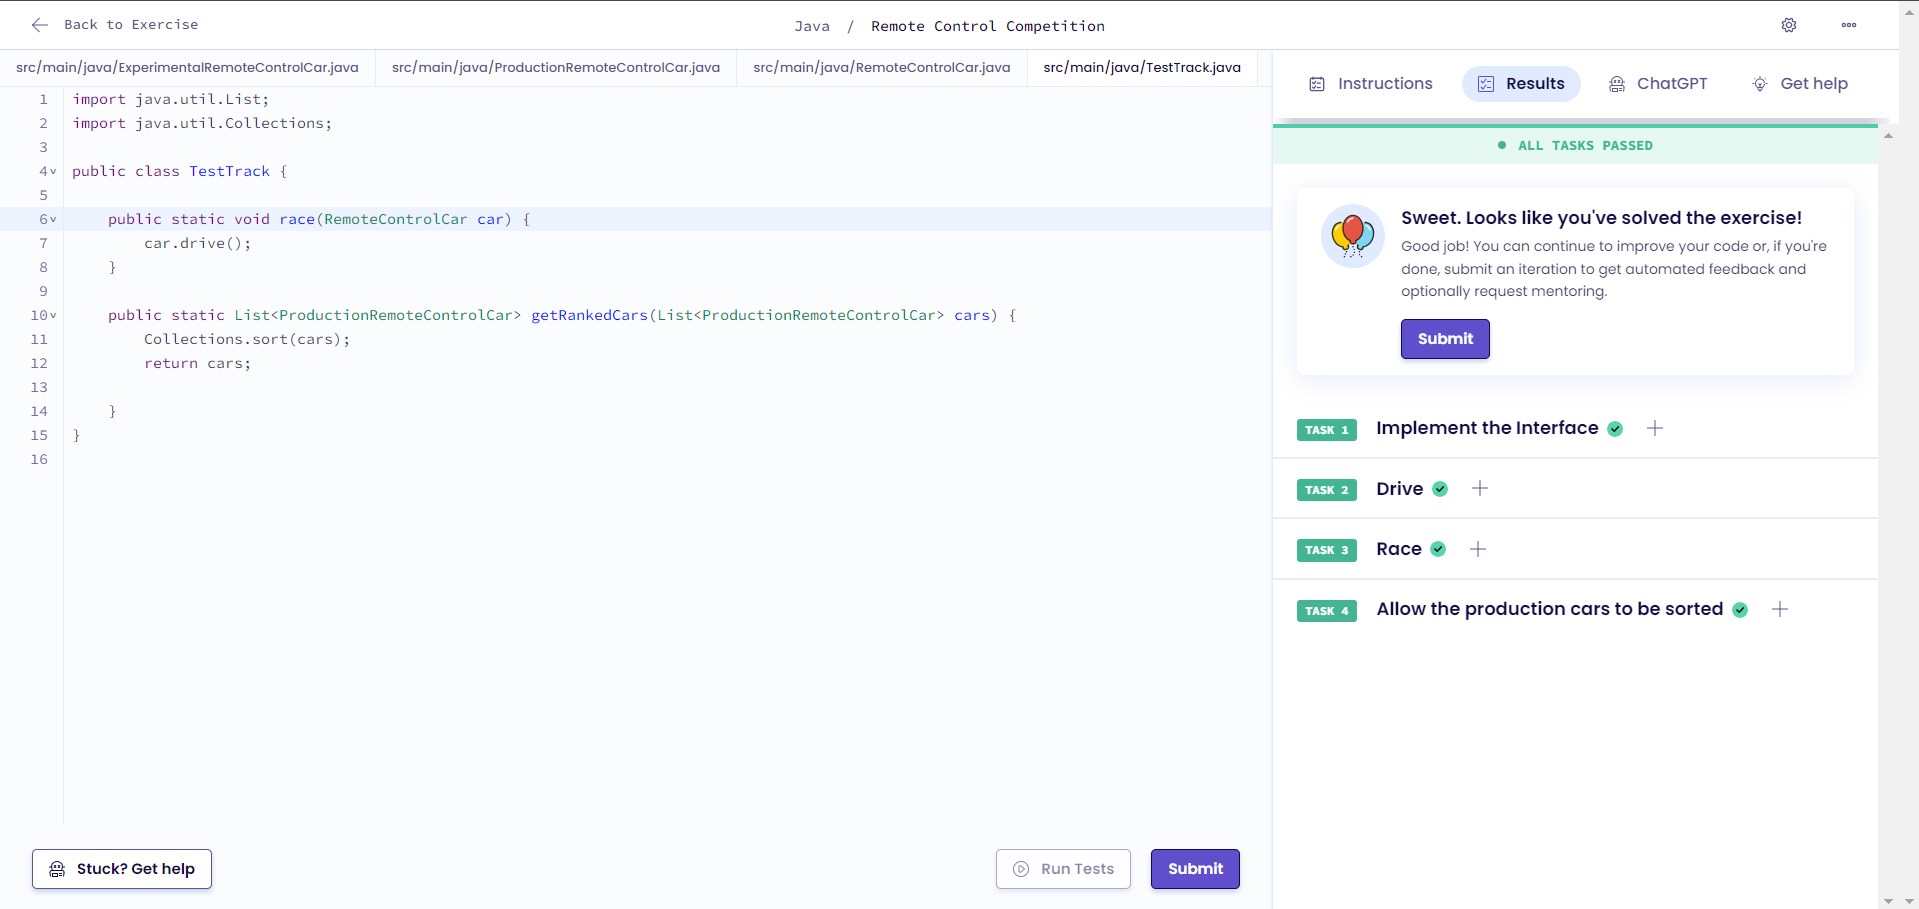 Back to Exercise
Java / Remote Control Competition
src/main/java/ExperimentalRemoteControlCar.java
src/main/java/ProductionRemoteControlCar.java
src/main/java/RemoteControlCar.java
src/main/java/TestTrack.java
1 import java.util.List;
2 import java.util.Collections;
3
4 public class TestTrack {
5
6     public static void race(RemoteControlCar car) {
7         car.drive();
8     }
9
10     public static List<ProductionRemoteControlCar> getRankedCars(List<ProductionRemoteControlCar> cars) {
11         Collections.sort(cars);
12         return cars;
13
14     }
15 }
16
Stuck? Get help
Run Tests
Submit
Instructions
Results
ChatGPT
Get help
ALL TASKS PASSED
Sweet. Looks like you've solved the exercise!
Good job! You can continue to improve your code or, if you're
done, submit an iteration to get automated feedback and
optionally request mentoring.
Submit
TASK 1 Implement the Interface
TASK 2 Drive
TASK 3 Race
TASK 4 Allow the production cars to be sorted